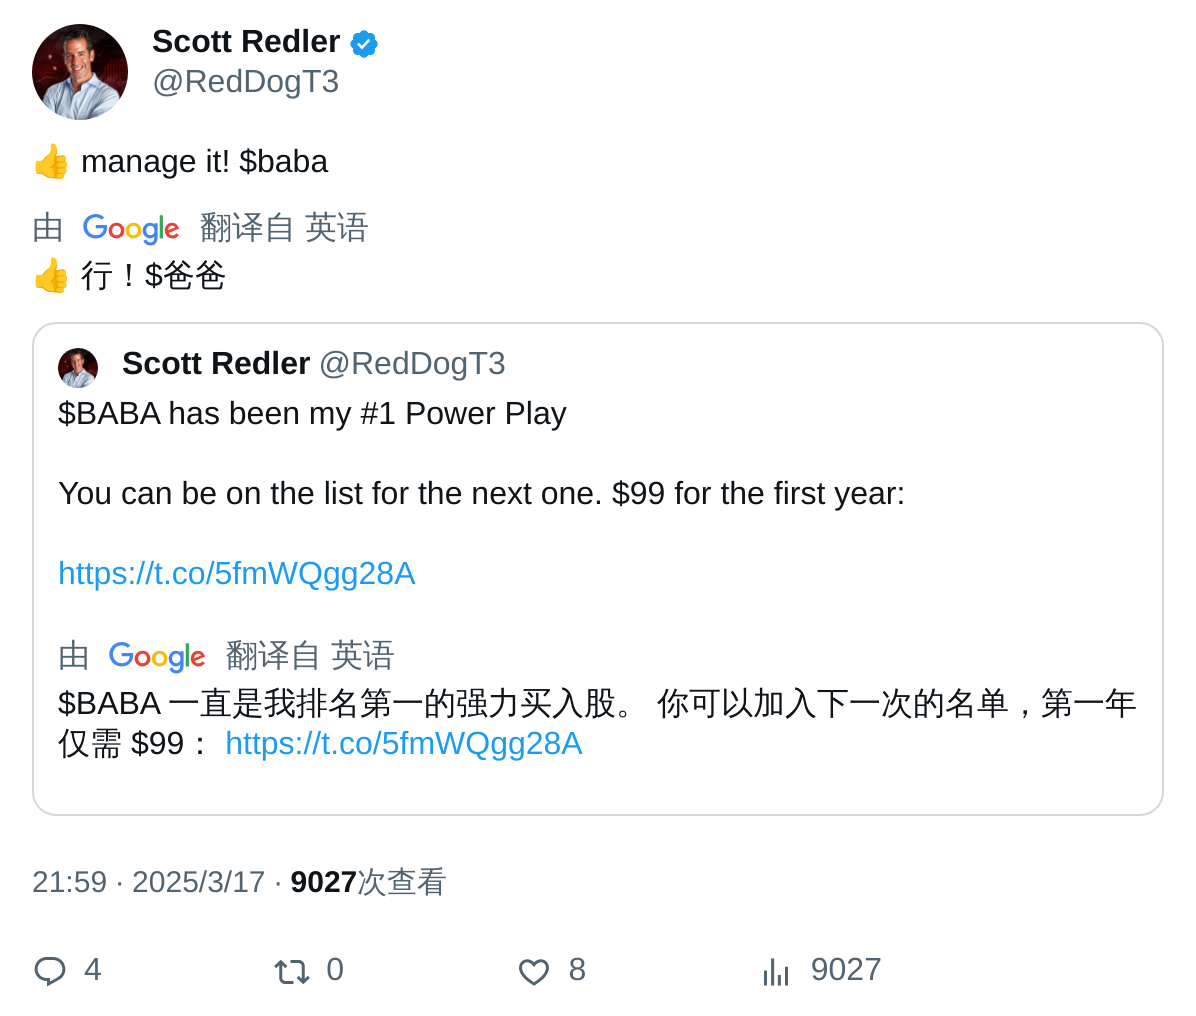 Scott Redler
@RedDogT3
👍 manage it! $baba
由 Google 翻译自 英语
👍 行！$爸爸
Scott Redler @RedDogT3
$BABA has been my #1 Power Play
You can be on the list for the next one. $99 for the first year:
https://t.co/5fmWQgg28A
由 Google 翻译自 英语
$BABA 一直是我排名第一的强力买入股。 你可以加入下一次的名单，第一年
仅需 $99： https://t.co/5fmWQgg28A
21:59 · 2025/3/17 · 9027次查看
4 0 8 9027